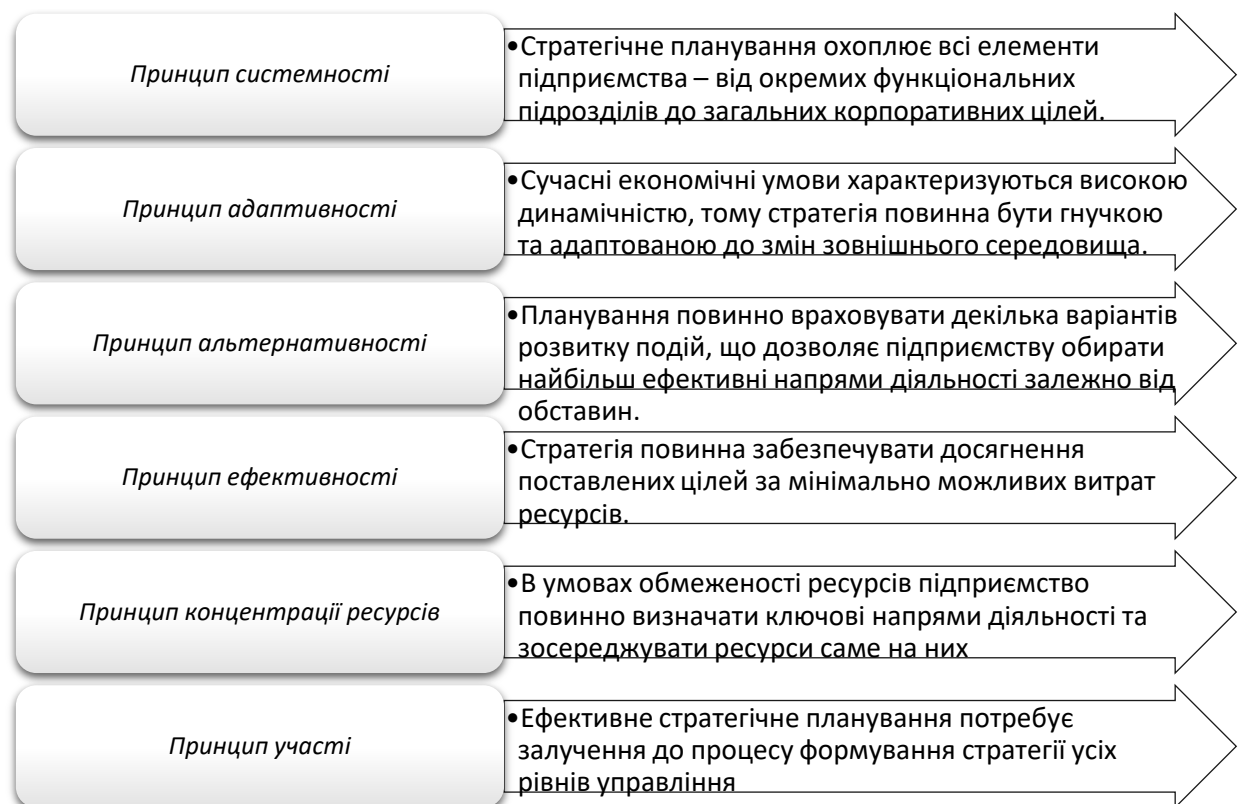 Принцип системності
•Стратегічне планування охоплює всі елементи
підприємства – від окремих функціональних
підрозділів до загальних корпоративних цілей.
Принцип адаптивності
•Сучасні економічні умови характеризуються високою
динамічністю, тому стратегія повинна бути гнучкою
та адаптованою до змін зовнішнього середовища.
Принцип альтернативності
•Планування повинно враховувати декілька варіантів
розвитку подій, що дозволяє підприємству обирати
найбільш ефективні напрями діяльності залежно від
обставин.
Принцип ефективності
•Стратегія повинна забезпечувати досягнення
поставлених цілей за мінімально можливих витрат
ресурсів.
Принцип концентрації ресурсів
•В умовах обмеженості ресурсів підприємство
повинно визначати ключові напрями діяльності та
зосереджувати ресурси саме на них
Принцип участі
•Ефективне стратегічне планування потребує
залучення до процесу формування стратегії усіх
рівнів управління